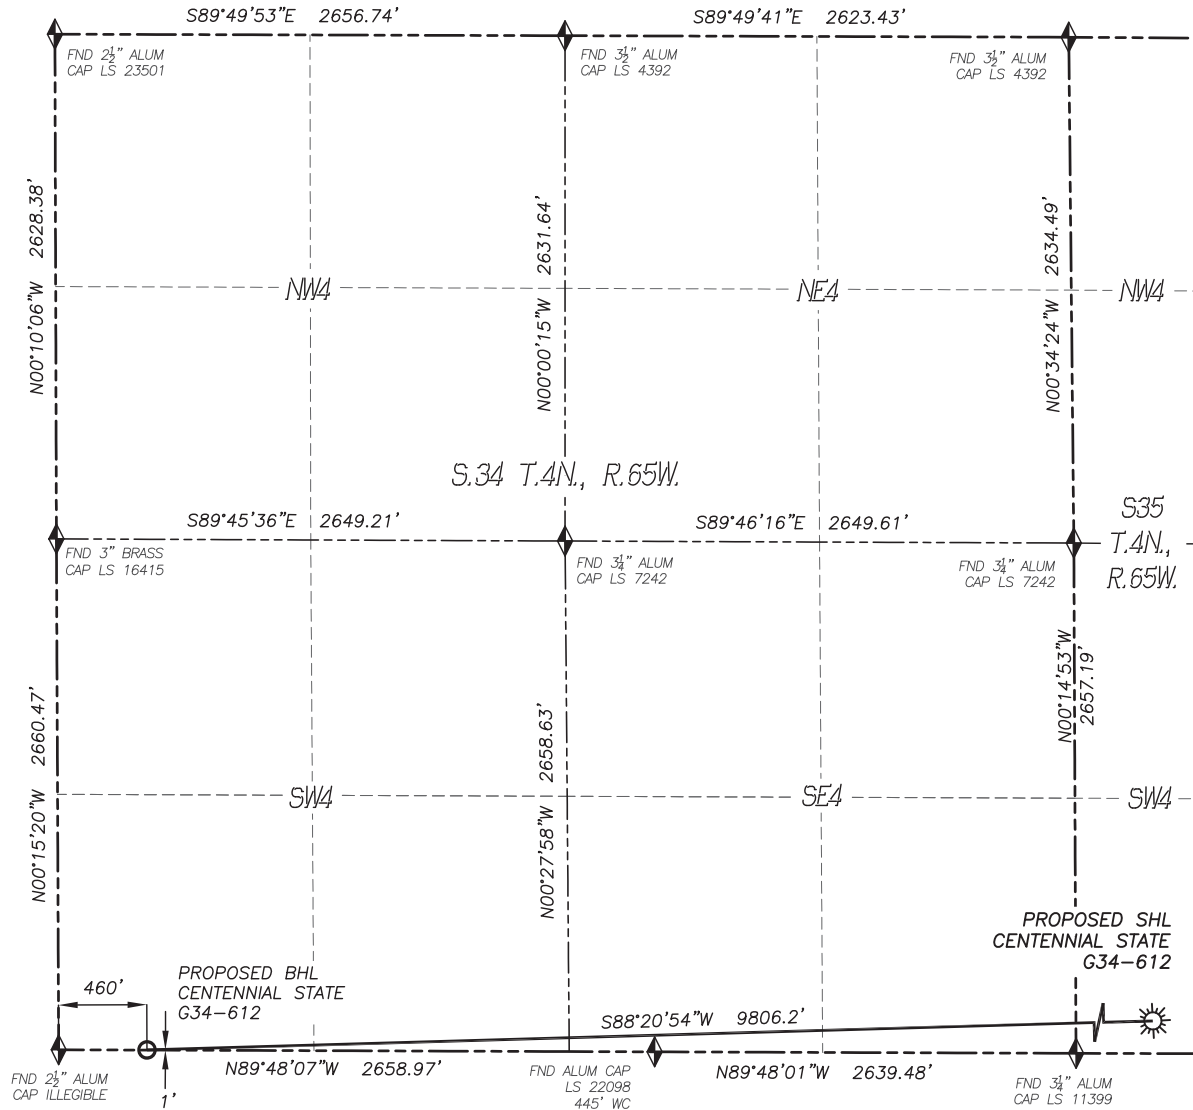 S89°49'53"E 2656.74'
S89°49'41" E 2623.43'
FND 2½" ALUM
CAP LS 23501
FND 3½" ALUM
CAP LS 4392
FND 3½" ALUM
CAP LS 4392
N00°10'06"W 2628.38'
N00°00'15"W 2631.64'
N00°34'24"W 2634.49'
NW4
NE4
NW4
S.34 T.4N., R.65W.
S89°45'36"E 2649.21'
S89°46'16"E 2649.61'
S35
T.4N.,
R.65W.
FND 3" BRASS
CAP LS 16415
FND 3¼" ALUM
CAP LS 7242
FND 3¼" ALUM
CAP LS 7242
N00°15'20"W 2660.47'
N00°27'58"W 2658.63'
N00°14'53"W
2657.19'
SW4
SE4
SW4
PROPOSED SHL
CENTENNIAL STATE
G34-612
460'
PROPOSED BHL
CENTENNIAL STATE
G34-612
S88°20'54"W 9806.2'
FND 2½" ALUM
CAP ILLEGIBLE
1'
N89°48'07"W 2658.97'
FND ALUM CAP
LS 22098
445' WC
N89°48'01"W 2639.48'
FND 3¼" ALUM
CAP LS 11399